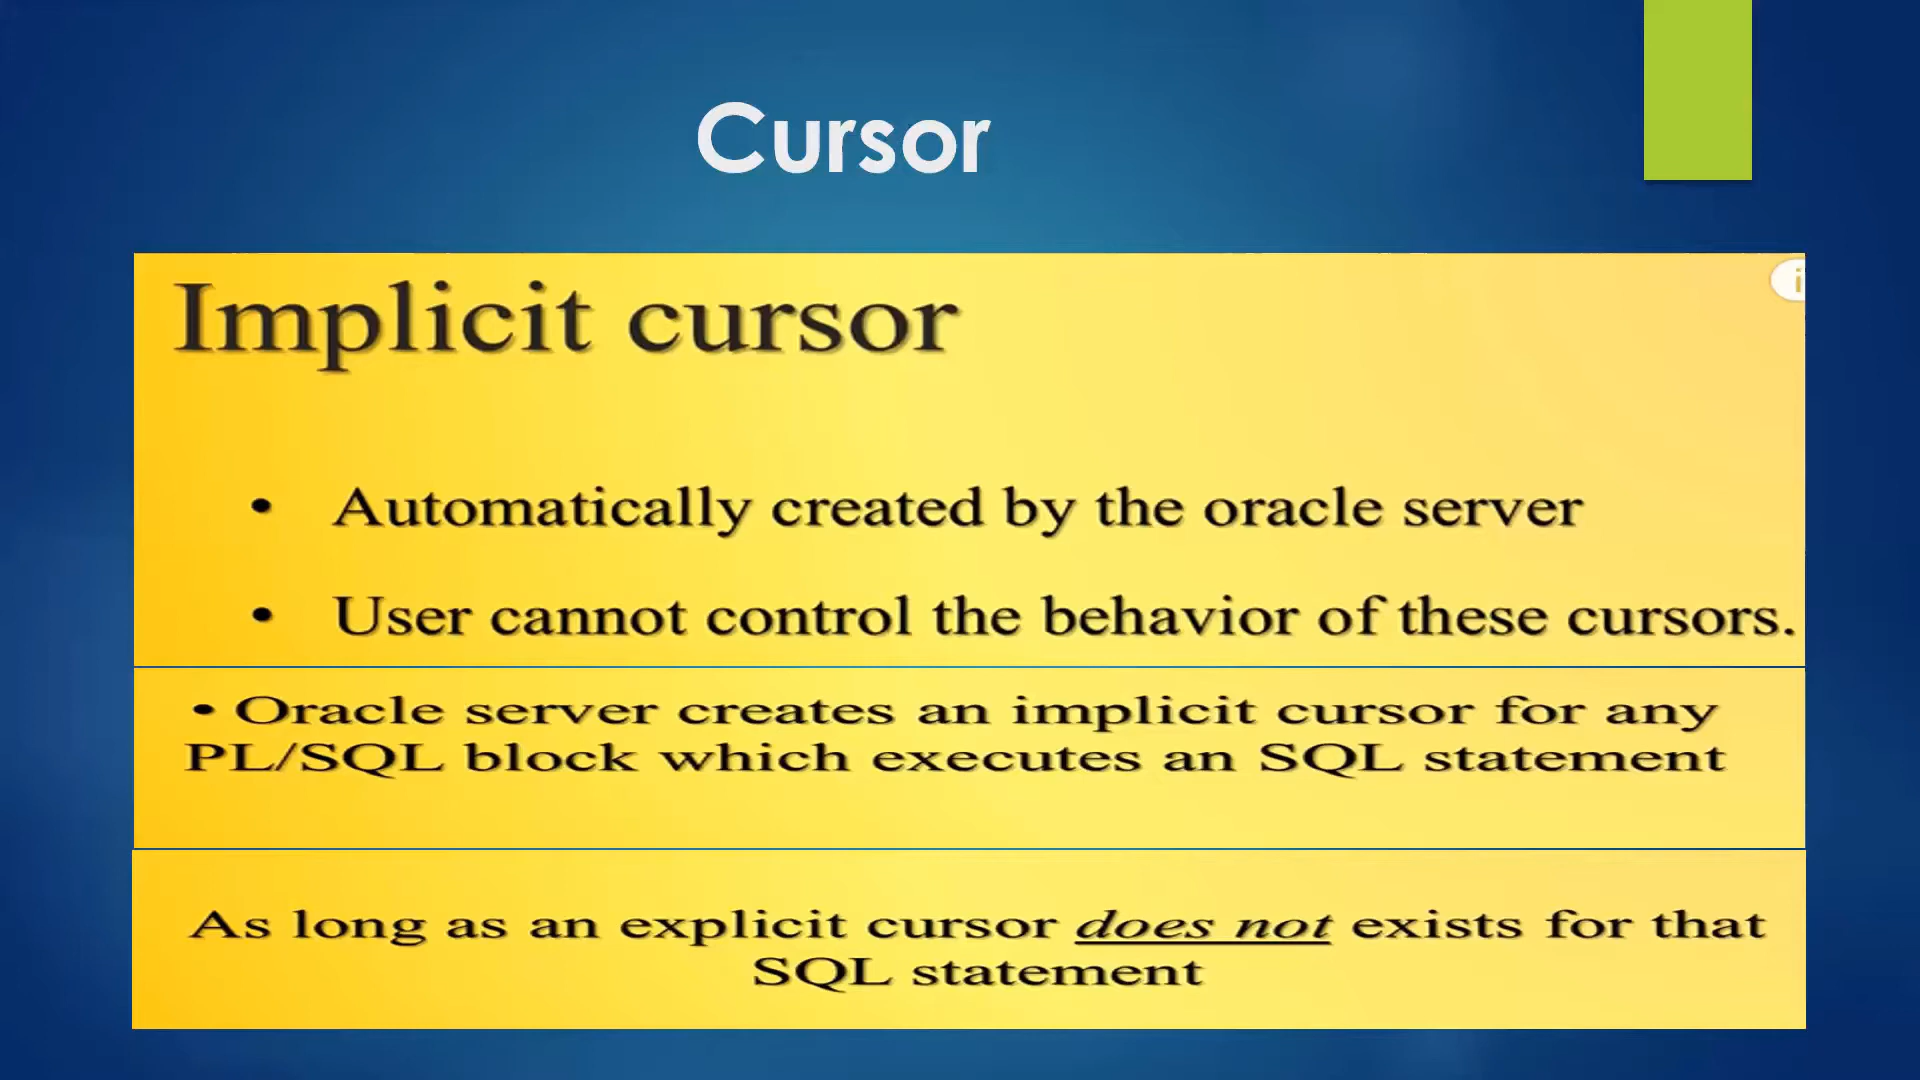 Cursor
Implicit cursor
i
• Automatically created by the oracle server
• User cannot control the behavior of these cursors.
• Oracle server creates an implicit cursor for any
PL/SQL block which executes an SQL statement
As long as an explicit cursor does not exists for that
SQL statement